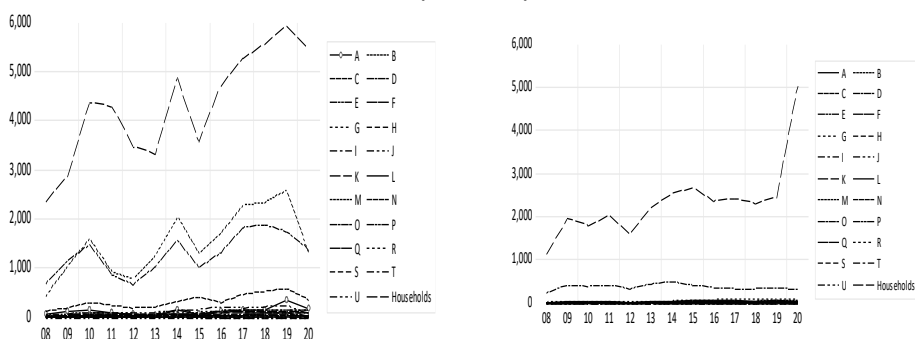 6,000
5,000
4,000
3,000
2,000
1,000
0
08 09 10 11 12 13 14 15 16 17 18 19 20
A B
C D
E F
G H
I J
K L
M N
O P
Q R
S T
U Households
6,000
5,000
4,000
3,000
2,000
1,000
0
08 09 10 11 12 13 14 15 16 17 18 19 20
A B
C D
E F
G H
I J
K L
M N
O P
Q R
S T
U Households